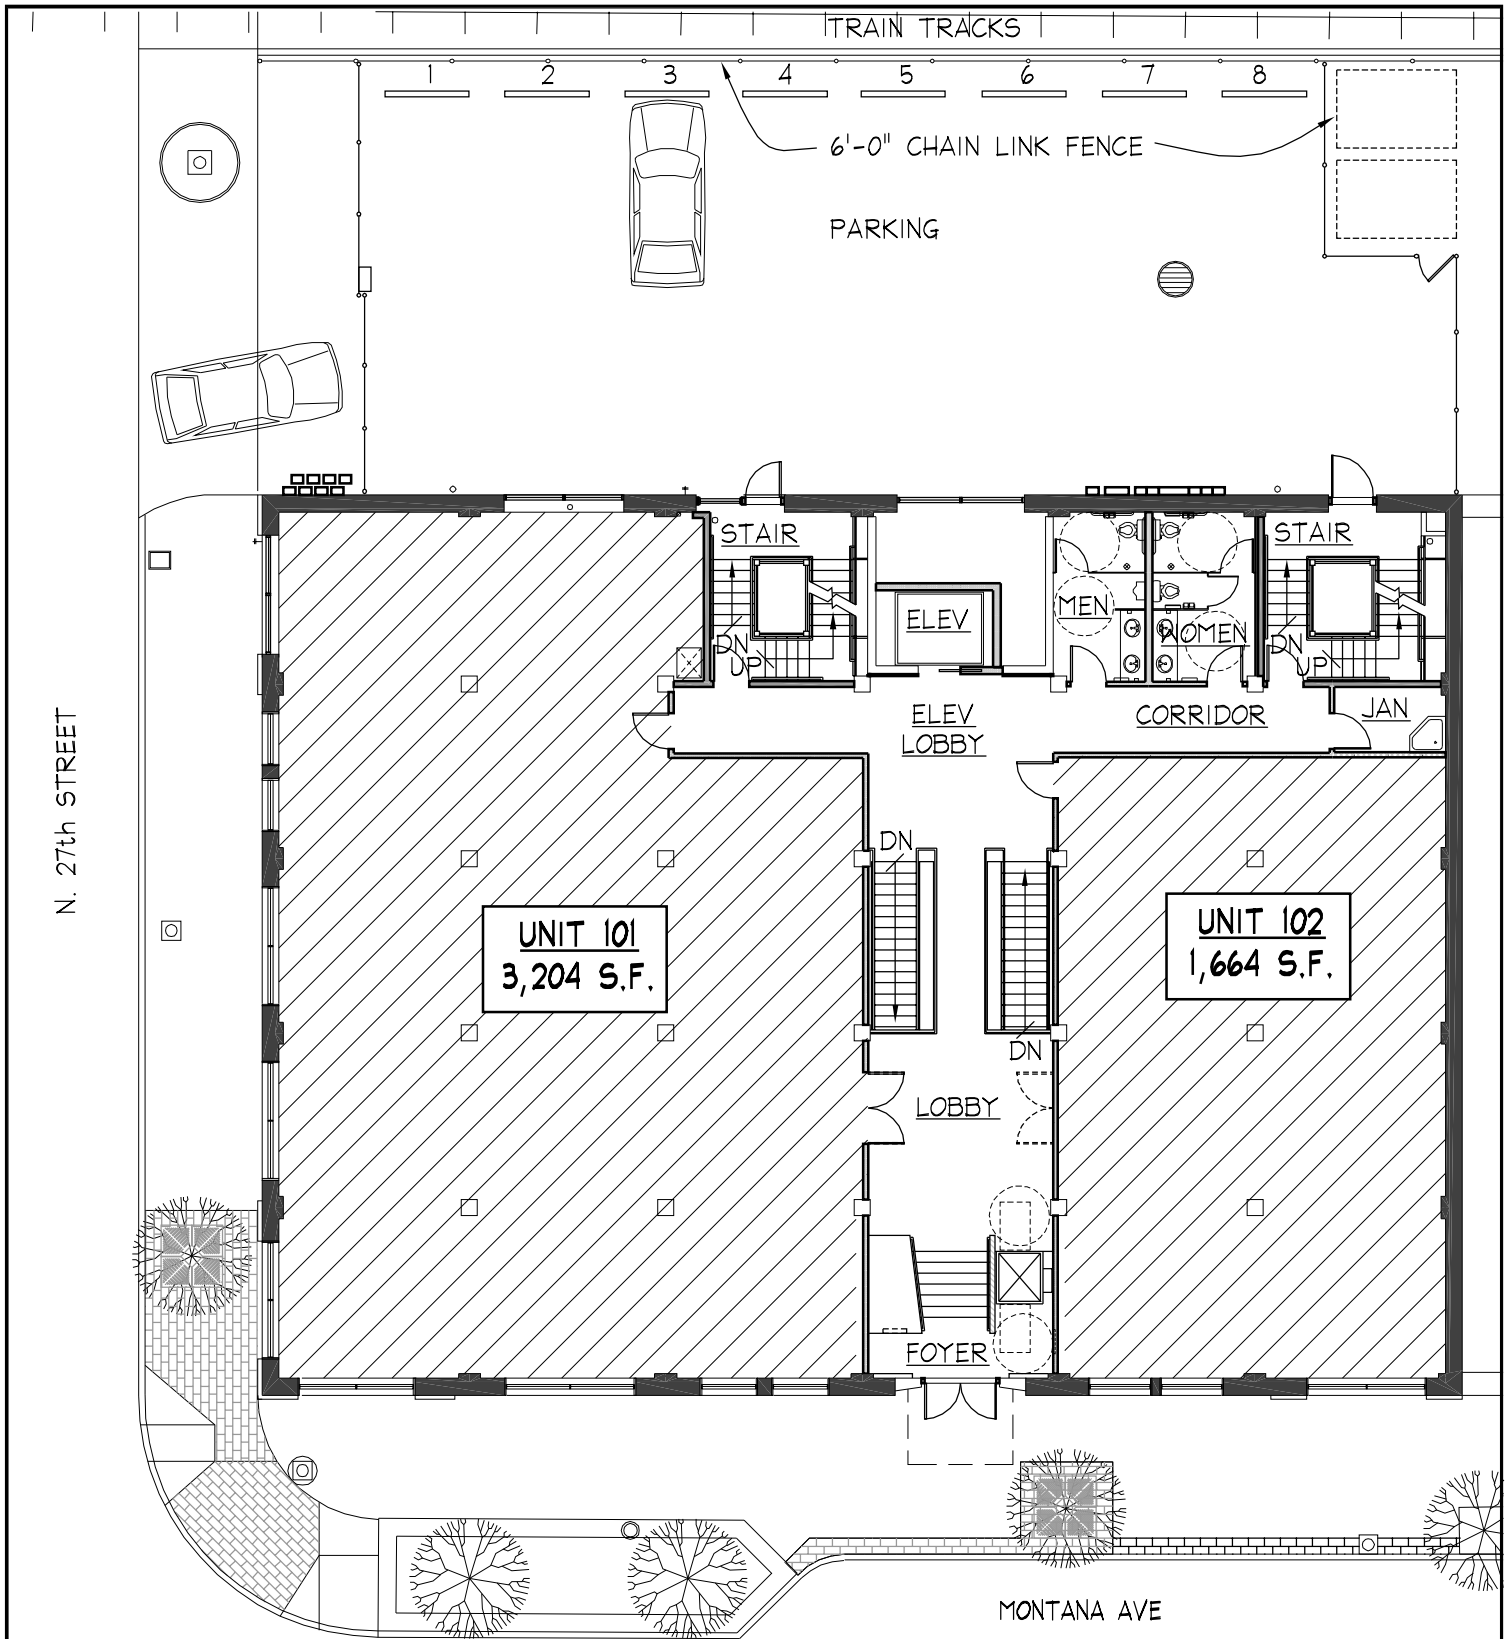 TRAIN TRACKS
1 2 3 4 5 6 7 8
6'-0" CHAIN LINK FENCE
PARKING
STAIR
STAIR
ELEV
MEN
WOMEN
DN
UP
DN
UP
ELEV
LOBBY
CORRIDOR
JAN
N. 27th STREET
DN
UNIT 101
3,204 S.F.
UNIT 102
1,664 S.F.
DN
LOBBY
FOYER
MONTANA AVE